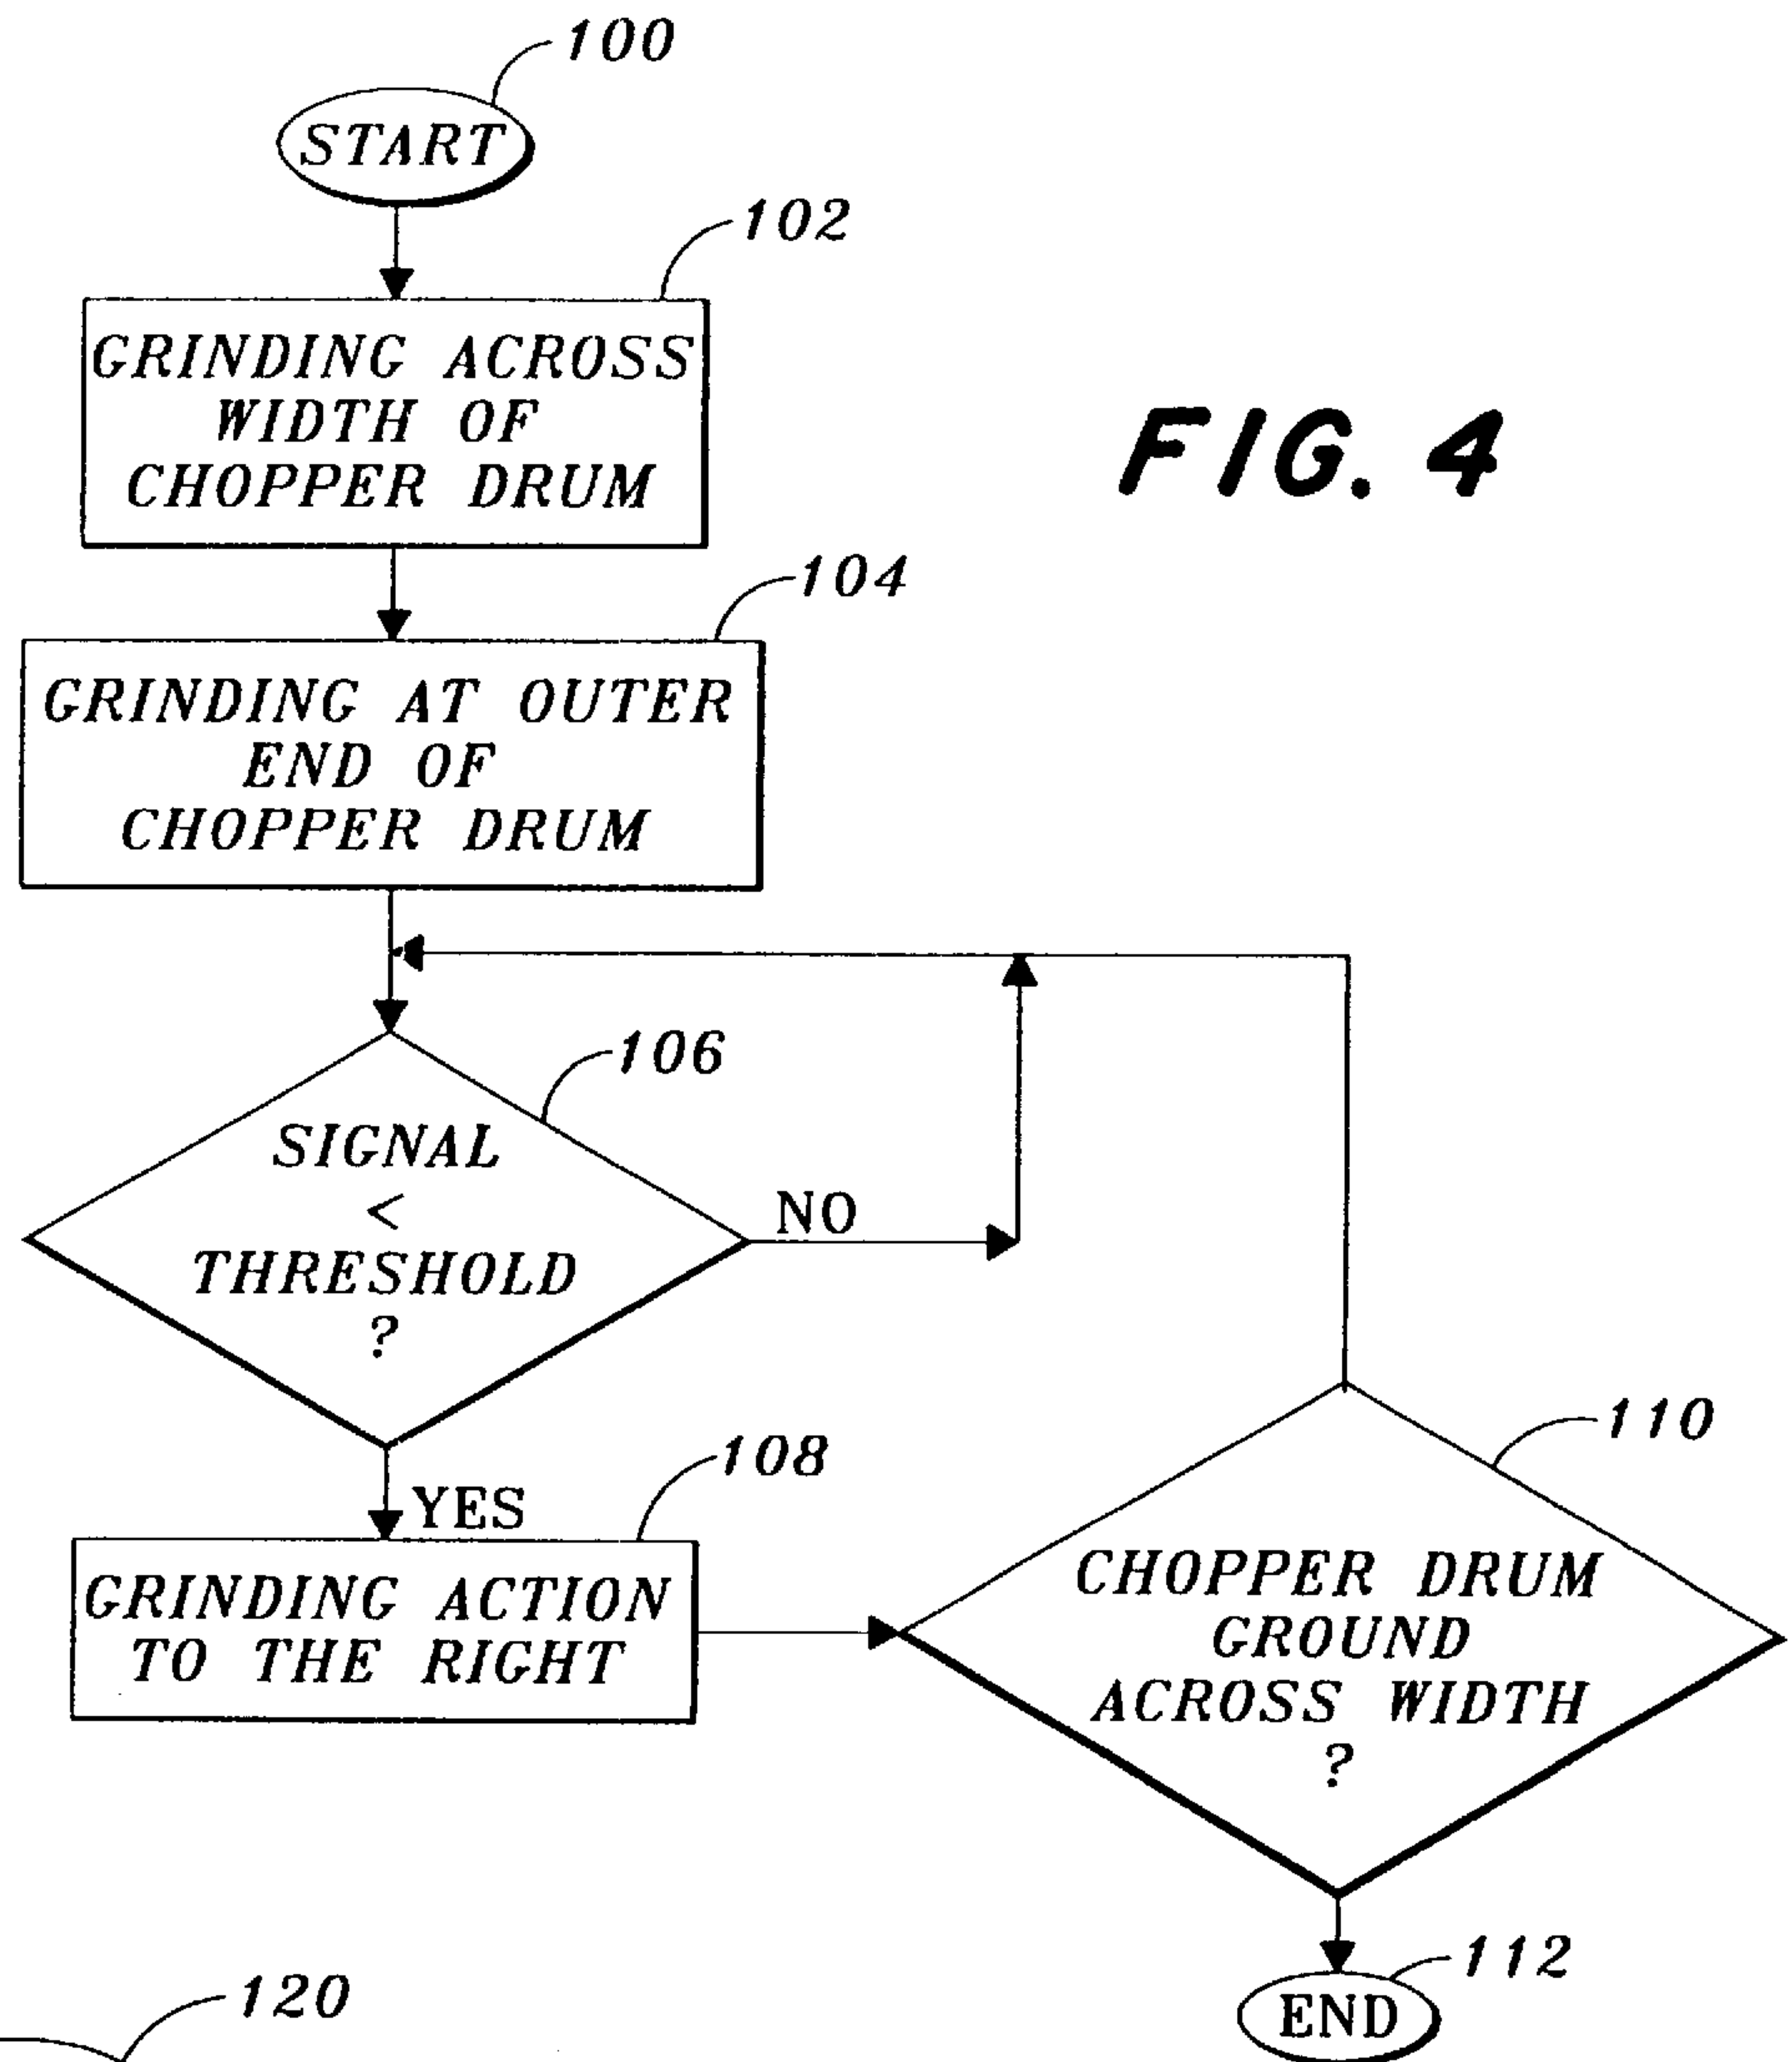 100
START
102
GRINDING ACROSS
WIDTH OF
CHOPPER DRUM
FIG. 4
104
GRINDING AT OUTER
END OF
CHOPPER DRUM
106
SIGNAL
<
THRESHOLD
?
NO
YES
108
GRINDING ACTION
TO THE RIGHT
110
CHOPPER DRUM
GROUND
ACROSS WIDTH
?
112
END
120